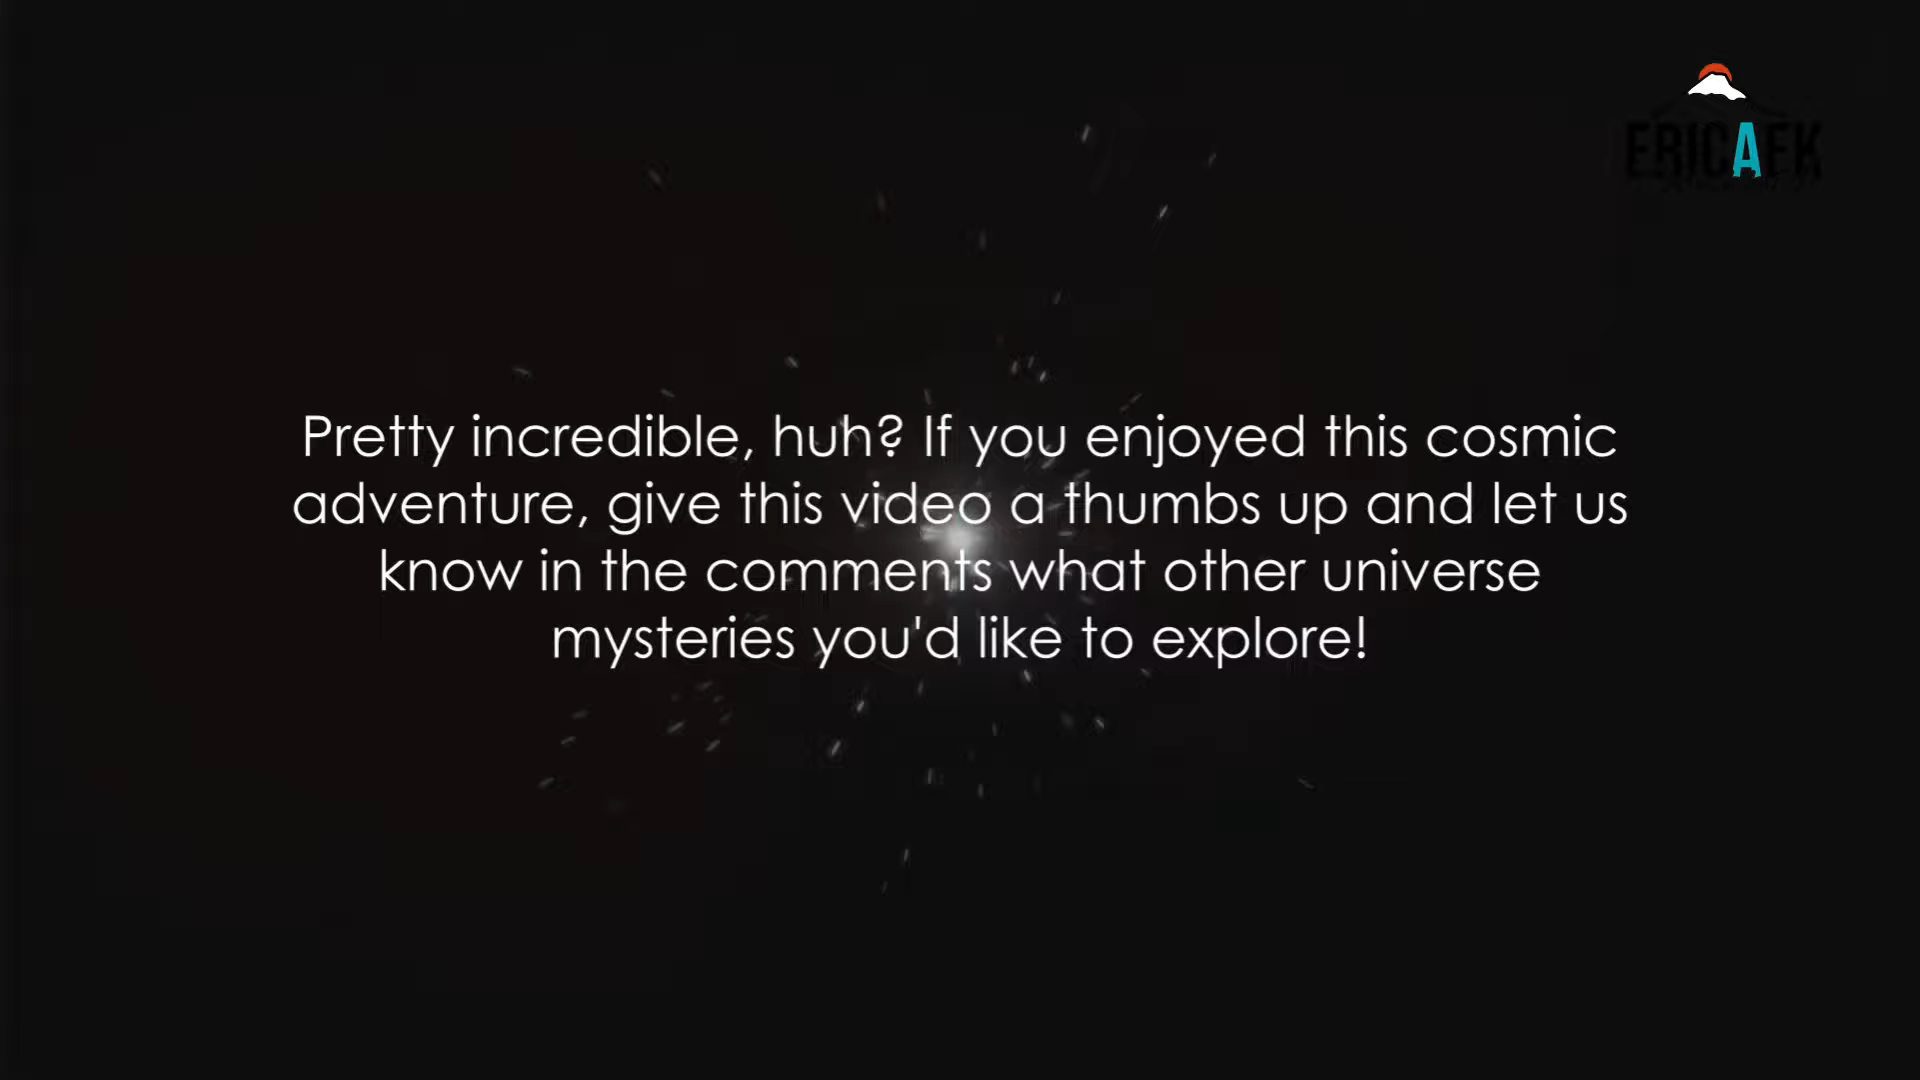 ERICAEK
Pretty incredible, huh? If you enjoyed this cosmic
adventure, give this video a thumbs up and let us
know in the comments what other universe
mysteries you'd like to explore!